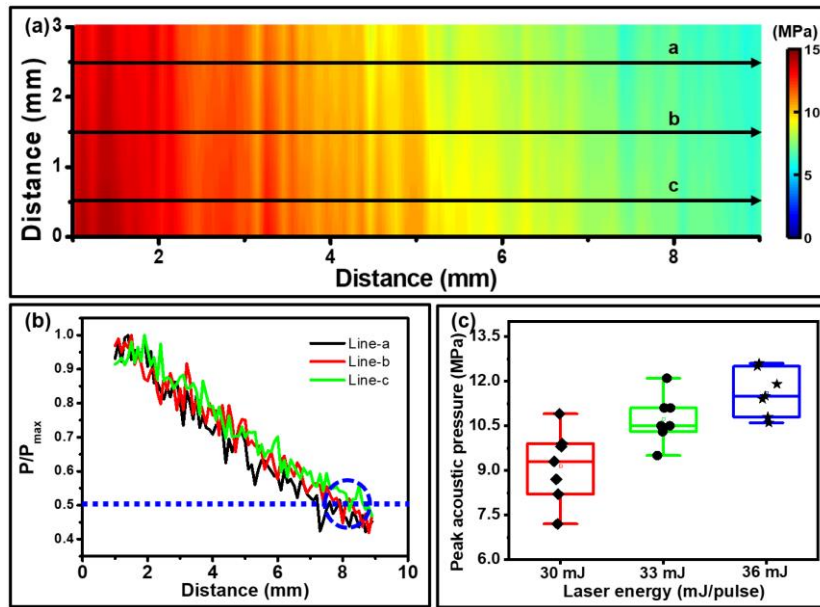 (a)
3
2
1
0
Distance (mm)
a
b
c
2
4
6
8
Distance (mm)
(MPa)
15
10
5
0
(b)
1.0
0.9
0.8
0.7
0.6
0.5
0.4
P/Pmax
Line-a
Line-b
Line-c
0
2
4
6
8
10
Distance (mm)
(c)
13.5
12.0
10.5
9.0
7.5
6.0
Peak acoustic pressure (MPa)
30 mJ
33 mJ
36 mJ
Laser energy (mJ/pulse)